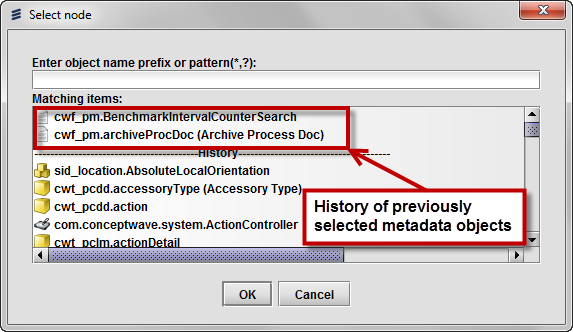 Select node
Enter object name prefix or pattern(*,?):
Matching items:
cwf_pm.BenchmarkIntervalCounterSearch
cwf_pm.archiveProcDoc (Archive Process Doc)
----------------------------------------History----------------------------------------
sid_location.AbsoluteLocalOrientation
cwt_pcdd.accessoryType (Accessory Type)
cwt_pcdd.action
com.conceptwave.system.ActionController
cwt_pclm.actionDetail
History of previously
selected metadata objects
OK
Cancel